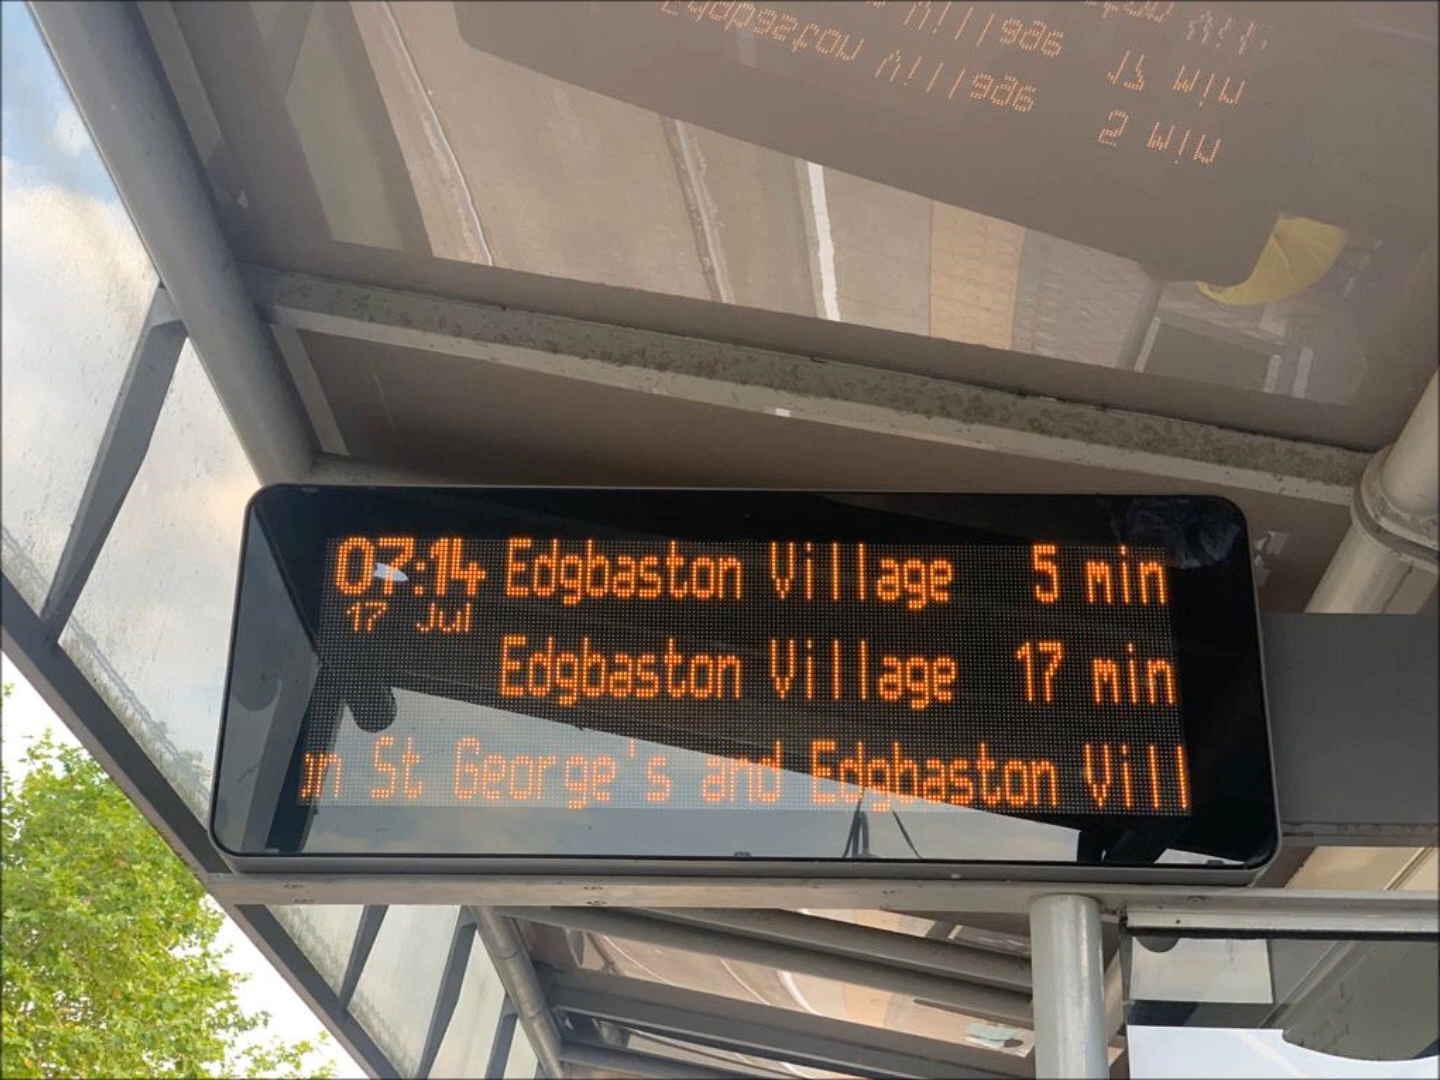 07:14 Edgbaston Village 5 min
17 Jul
Edgbaston Village 17 min
St George's and Edgbaston Vill